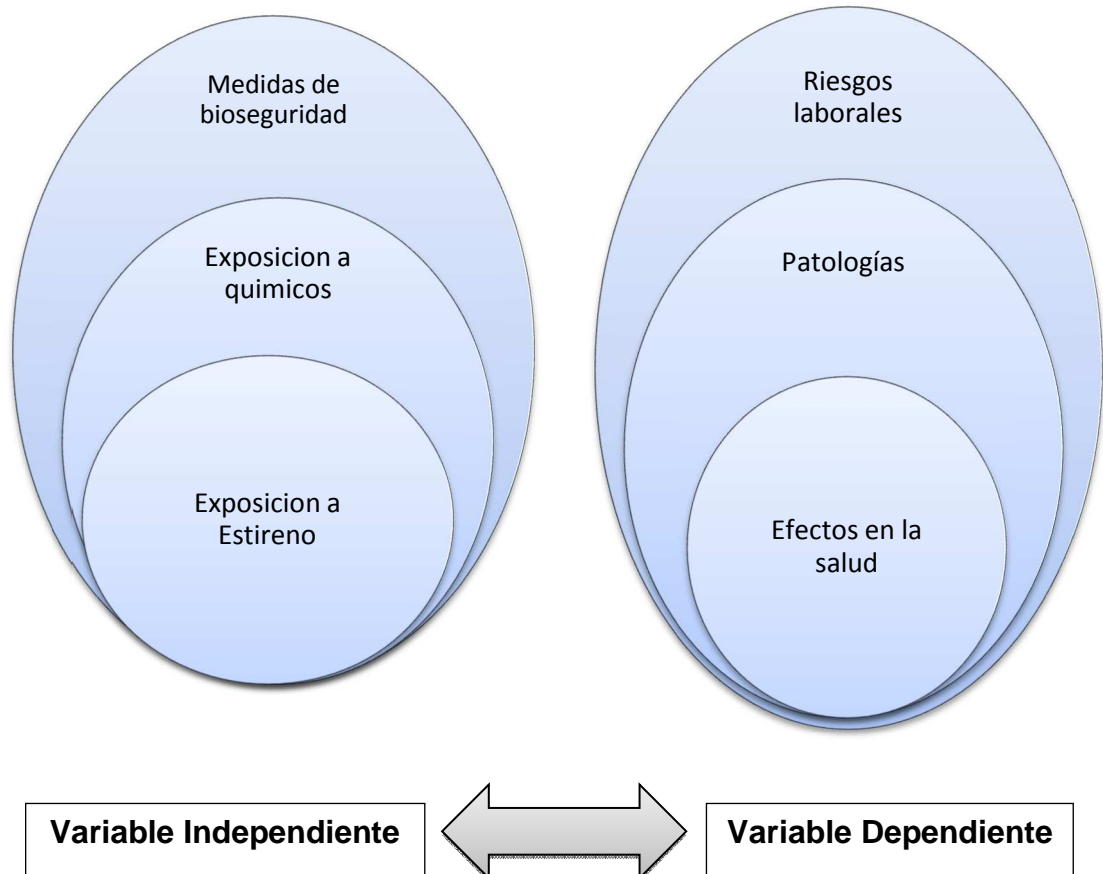 Medidas de
bioseguridad
Exposicion a
quimicos
Exposicion a
Estireno
Riesgos
laborales
Patologías
Efectos en la
salud
Variable Independiente
Variable Dependiente